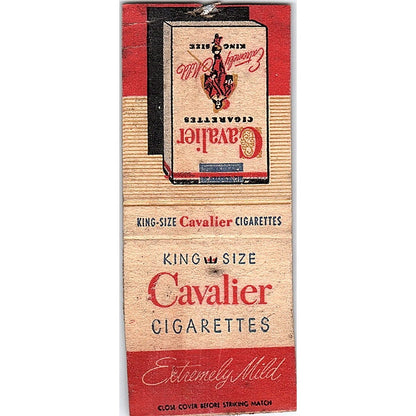 KING SIZE
Extremely Mild
CIGARETTES
Cavalier
KING-SIZE Cavalier CIGARETTES
KING SIZE
Cavalier
CIGARETTES
Extremely Mild
CLOSE COVER BEFORE STRIKING MATCH